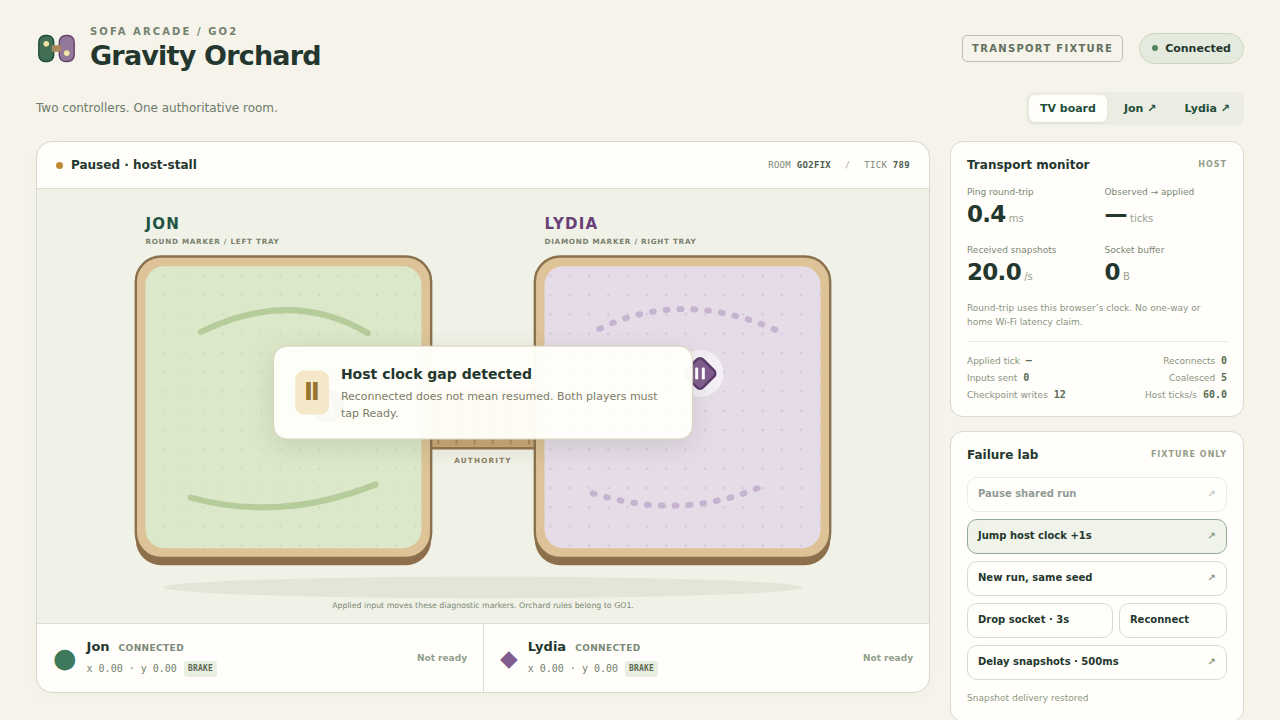 SOFA ARCADE / GO2
Gravity Orchard
TRANSPORT FIXTURE
Connected
Two controllers. One authoritative room.
TV board
Jon ↗
Lydia ↗
Paused · host-stall
ROOM GO2FIX / TICK 789
JON
ROUND MARKER / LEFT TRAY
LYDIA
DIAMOND MARKER / RIGHT TRAY
Host clock gap detected
Reconnected does not mean resumed. Both players must
tap Ready.
AUTHORITY
Applied input moves these diagnostic markers. Orchard rules belong to GO1.
Jon CONNECTED
x 0.00 · y 0.00 BRAKE
Not ready
Lydia CONNECTED
x 0.00 · y 0.00 BRAKE
Not ready
Transport monitor
HOST
Ping round-trip
0.4 ms
Observed → applied
— ticks
Received snapshots
20.0 /s
Socket buffer
0 B
Round-trip uses this browser's clock. No one-way or
home Wi-Fi latency claim.
Applied tick —
Reconnects 0
Inputs sent 0
Coalesced 5
Checkpoint writes 12
Host ticks/s 60.0
Failure lab
FIXTURE ONLY
Pause shared run ↗
Jump host clock +1s ↗
New run, same seed ↗
Drop socket · 3s
Reconnect
Delay snapshots · 500ms ↗
Snapshot delivery restored